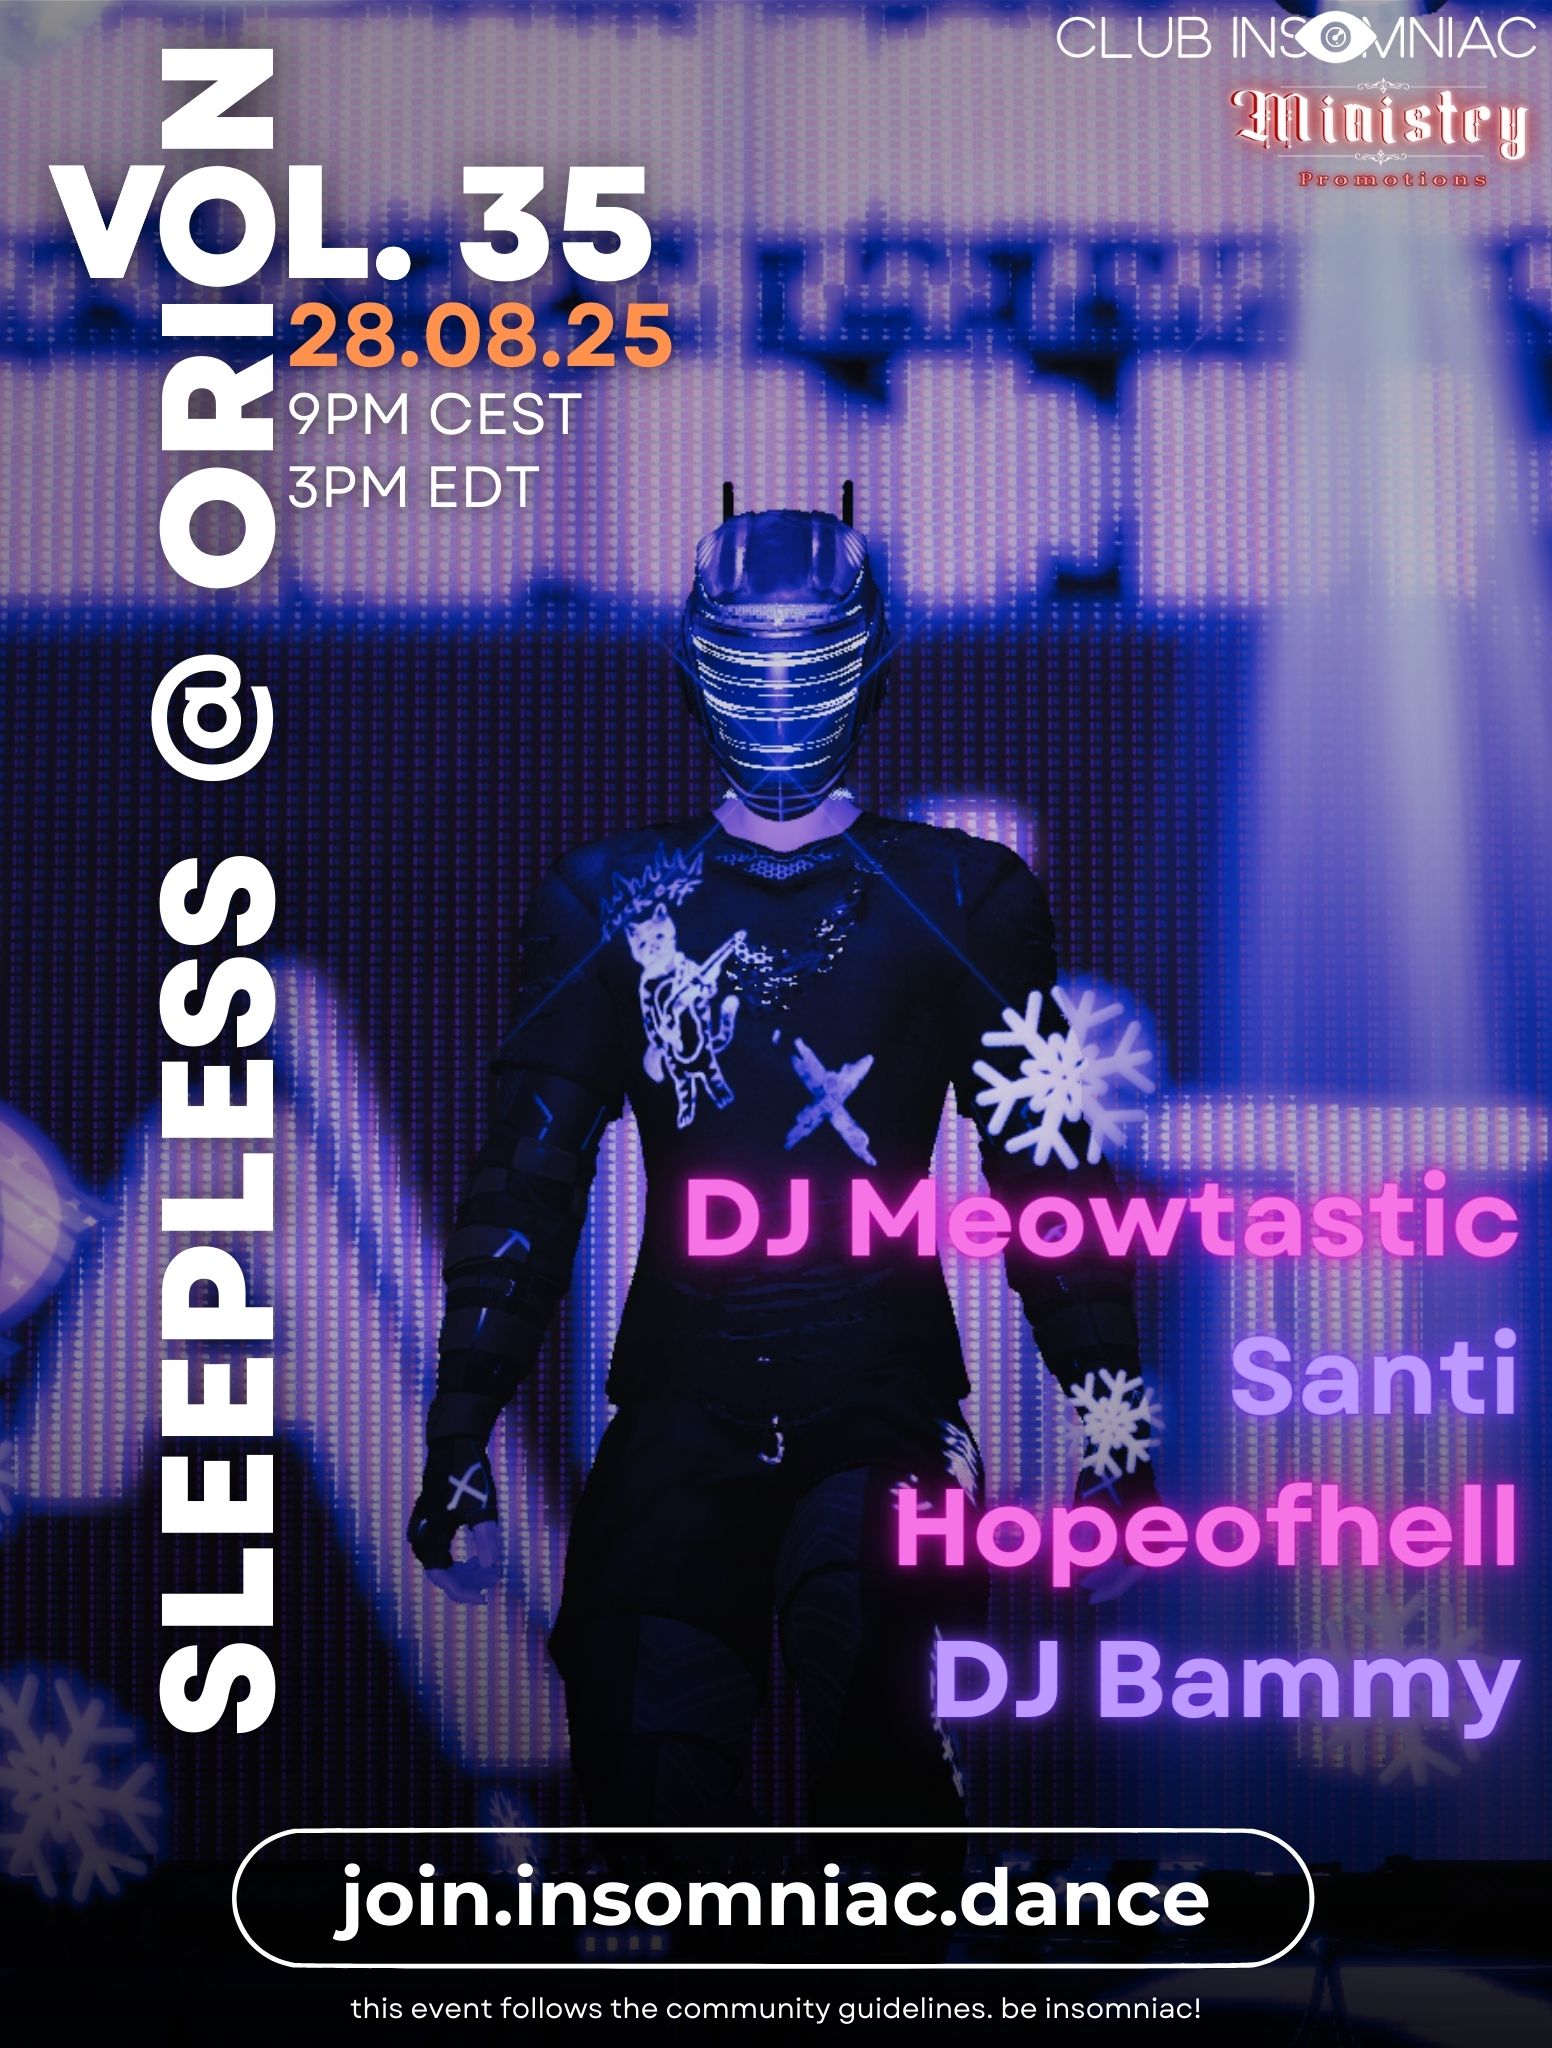 CLUB INSOMNIAC
Ministry
Promotions
SLEEPLESS @ ORION
VOL. 35
28.08.25
9PM CEST
3PM EDT
DJ Meowtastic
Santi
Hopeofhell
DJ Bammy
join.insomniac.dance
this event follows the community guidelines. be insomniac!